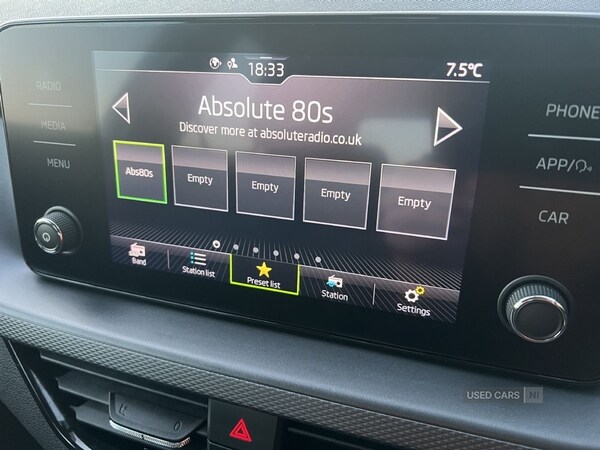 RADIO
MEDIA
MENU
18:33
7.5°C
Absolute 80s
Discover more at absoluteradio.co.uk
Abs80s
Empty
Empty
Empty
Empty
Band
Station list
Preset list
Station
Settings
PHONE
APP/
CAR
USED CARS NI